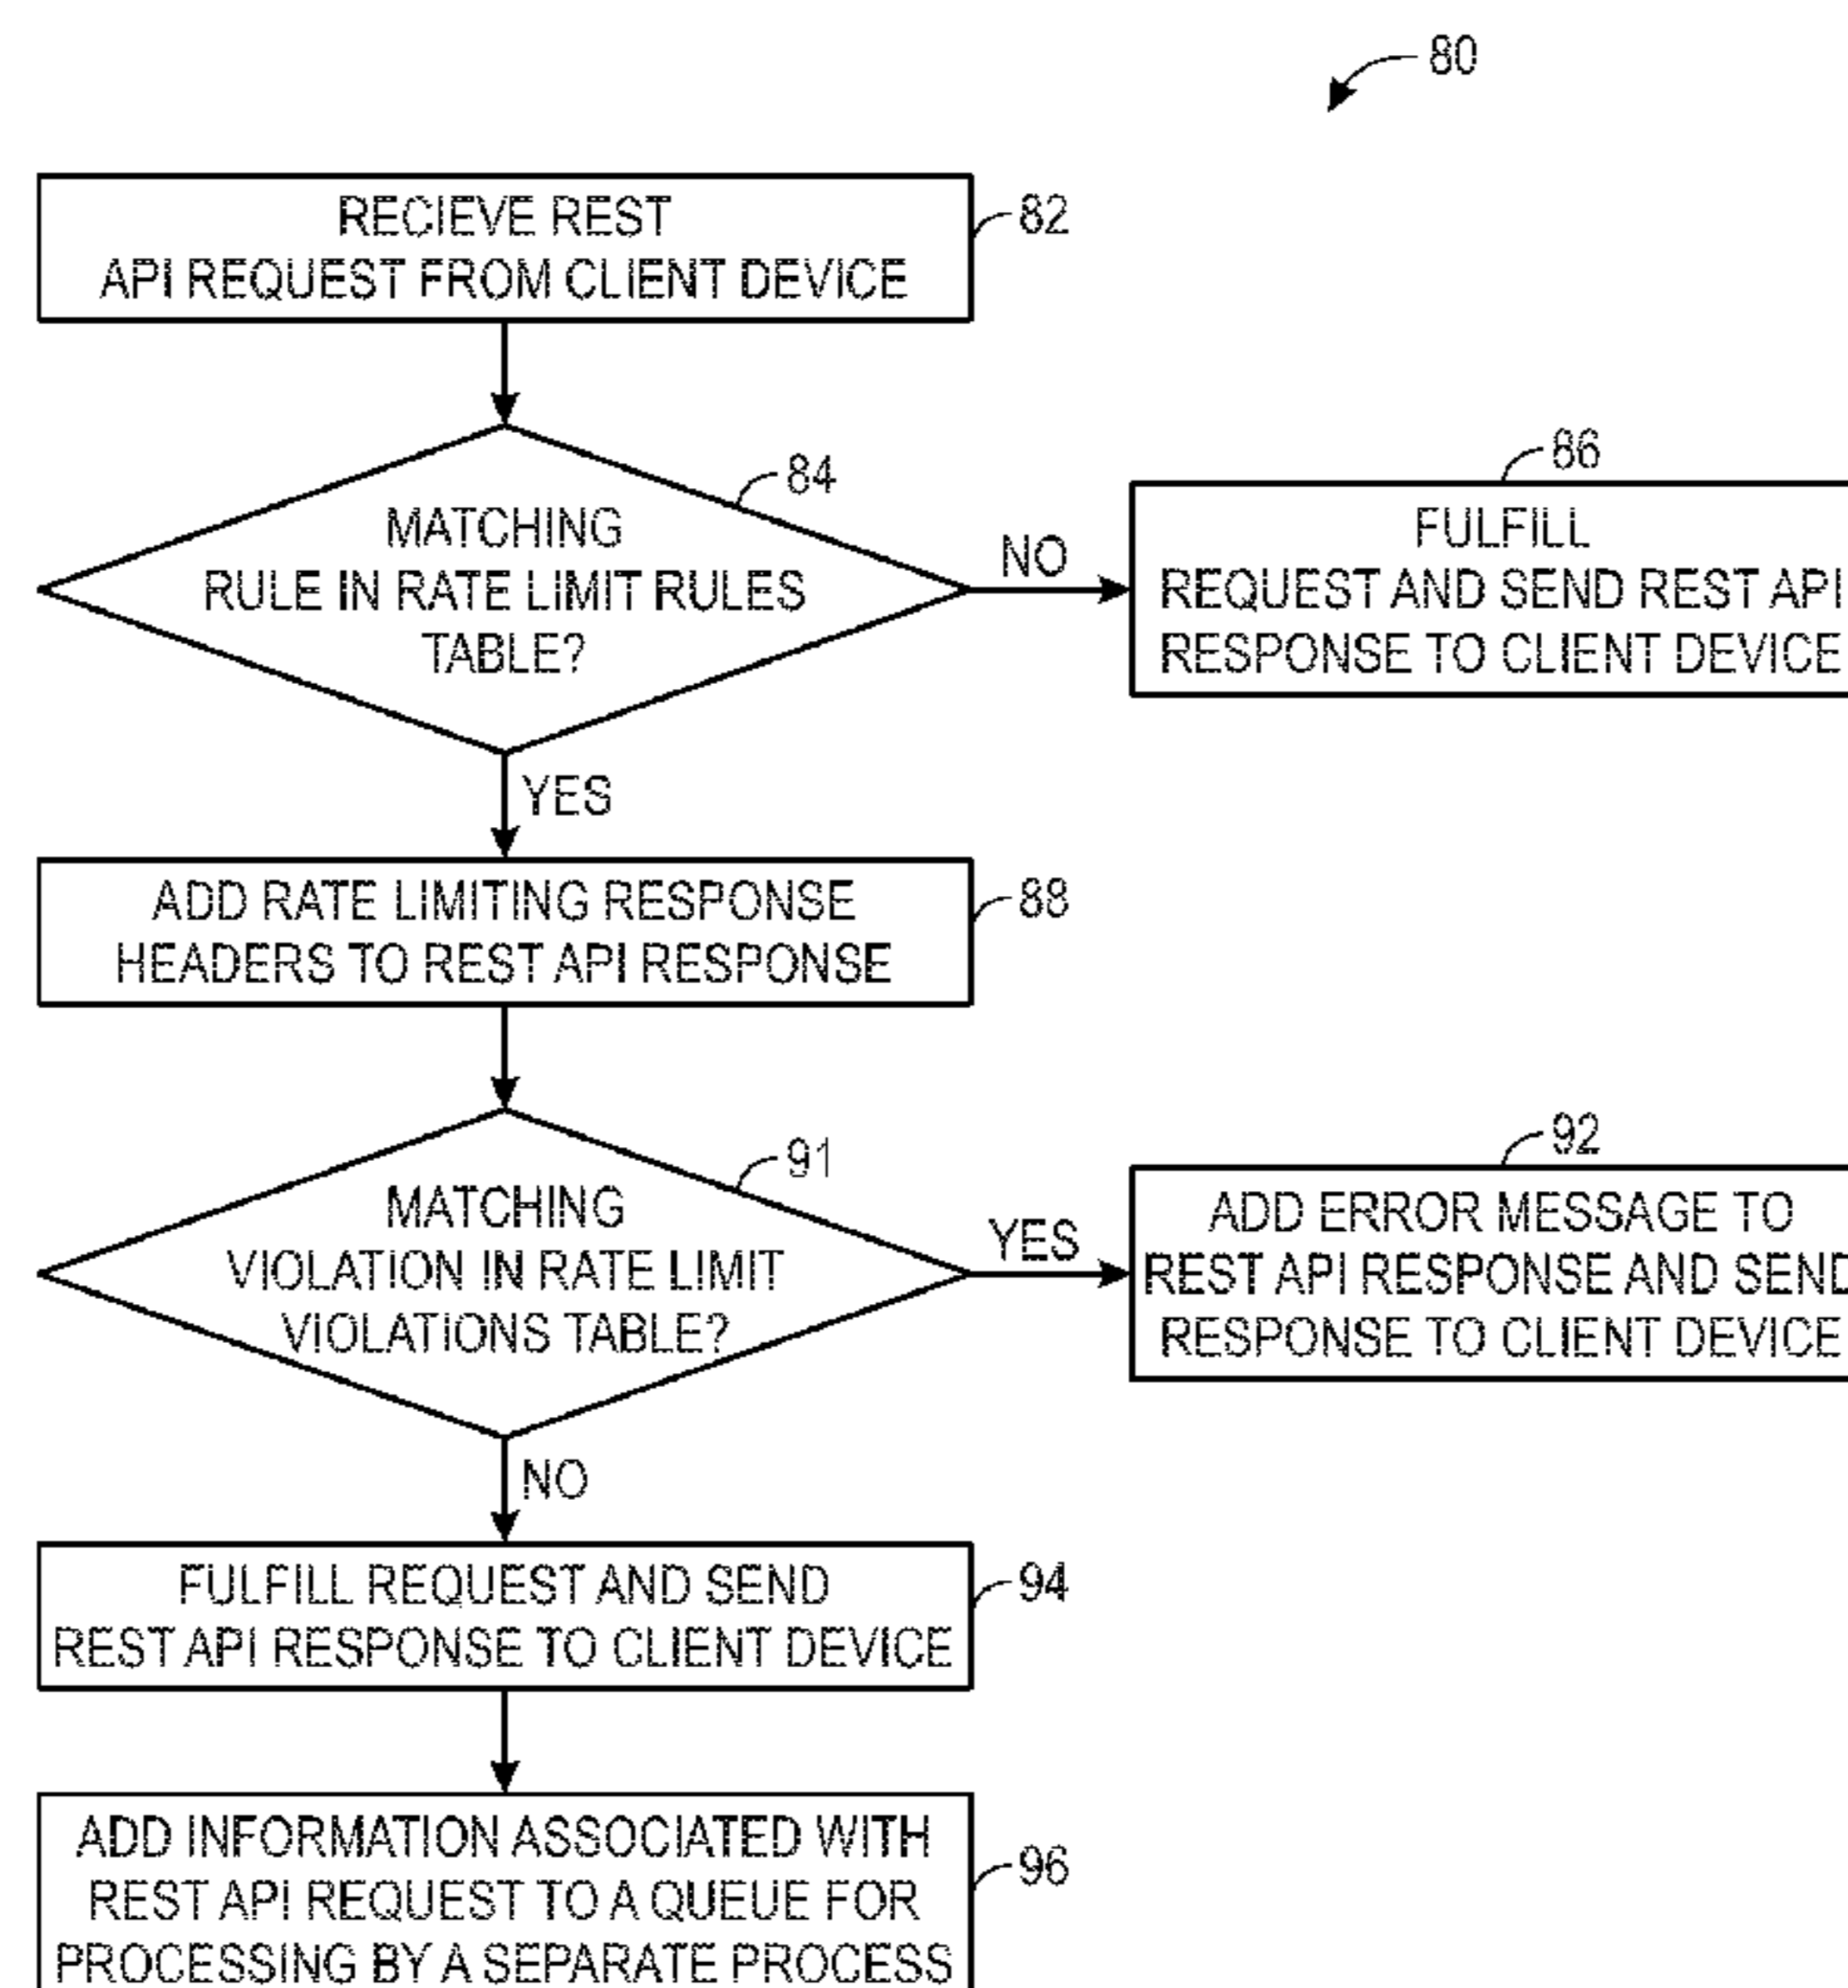 80
RECIEVE REST
API REQUEST FROM CLIENT DEVICE
82
84
MATCHING
RULE IN RATE LIMIT RULES
TABLE?
NO
86
FULFILL
REQUEST AND SEND REST API
RESPONSE TO CLIENT DEVICE
YES
ADD RATE LIMITING RESPONSE
HEADERS TO REST API RESPONSE
88
91
MATCHING
VIOLATION IN RATE LIMIT
VIOLATIONS TABLE?
YES
92
ADD ERROR MESSAGE TO
REST API RESPONSE AND SEND
RESPONSE TO CLIENT DEVICE
NO
FULFILL REQUEST AND SEND
REST API RESPONSE TO CLIENT DEVICE
94
ADD INFORMATION ASSOCIATED WITH
REST API REQUEST TO A QUEUE FOR
PROCESSING BY A SEPARATE PROCESS
96